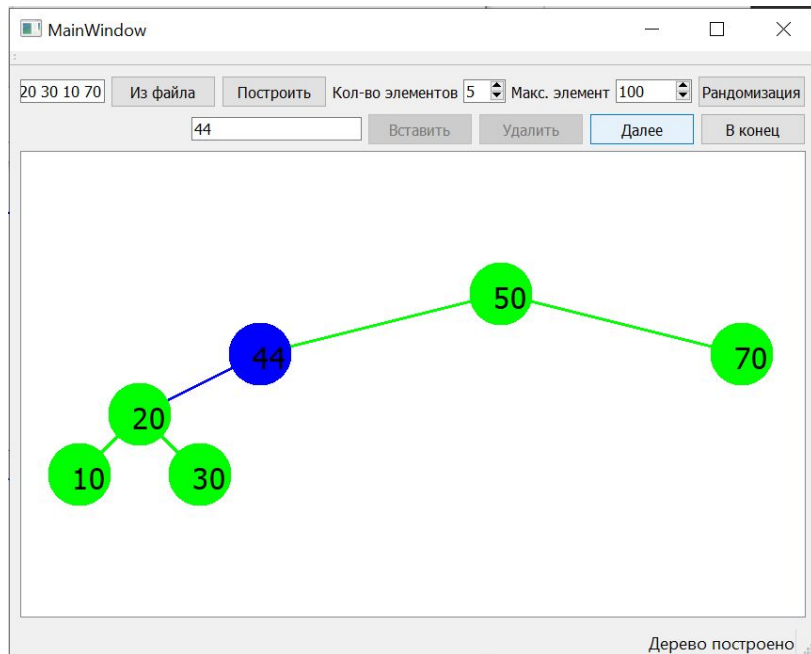 MainWindow
20 30 10 70 Из файла Построить Кол-во элементов 5 Макс. элемент 100 Рандомизация
44 Вставить Удалить Далее В конец
50
44 70
20
10 30
Дерево построено